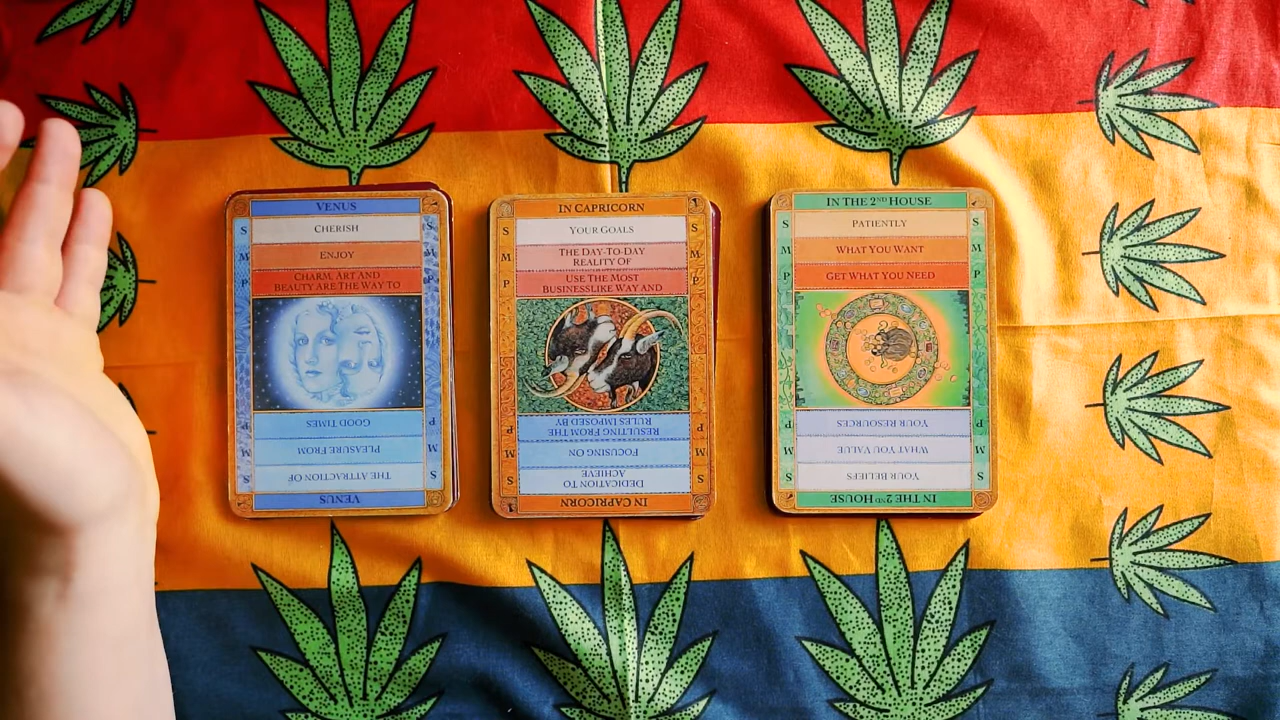 VENUS
S CHERISH S
M ENJOY M
P CHARM, ART AND
BEAUTY ARE THE WAY TO P
GOOD TIMES
P P
PLEASURE FROM
M M
THE ATTRACTION OF
S S
VENUS
IN CAPRICORN
S YOUR GOALS S
M THE DAY-TO-DAY
REALITY OF M
P USE THE MOST
BUSINESSLIKE WAY AND P
RESULTING FROM THE
RULES IMPOSED BY
P P
FOCUSING ON
M M
DEDICATION TO
ACHIEVE
S S
IN CAPRICORN
IN THE 2ND HOUSE
S PATIENTLY S
M WHAT YOU WANT M
P GET WHAT YOU NEED P
YOUR RESOURCES
P P
WHAT YOU VALUE
M M
YOUR BELIEFS
S S
IN THE 2ND HOUSE